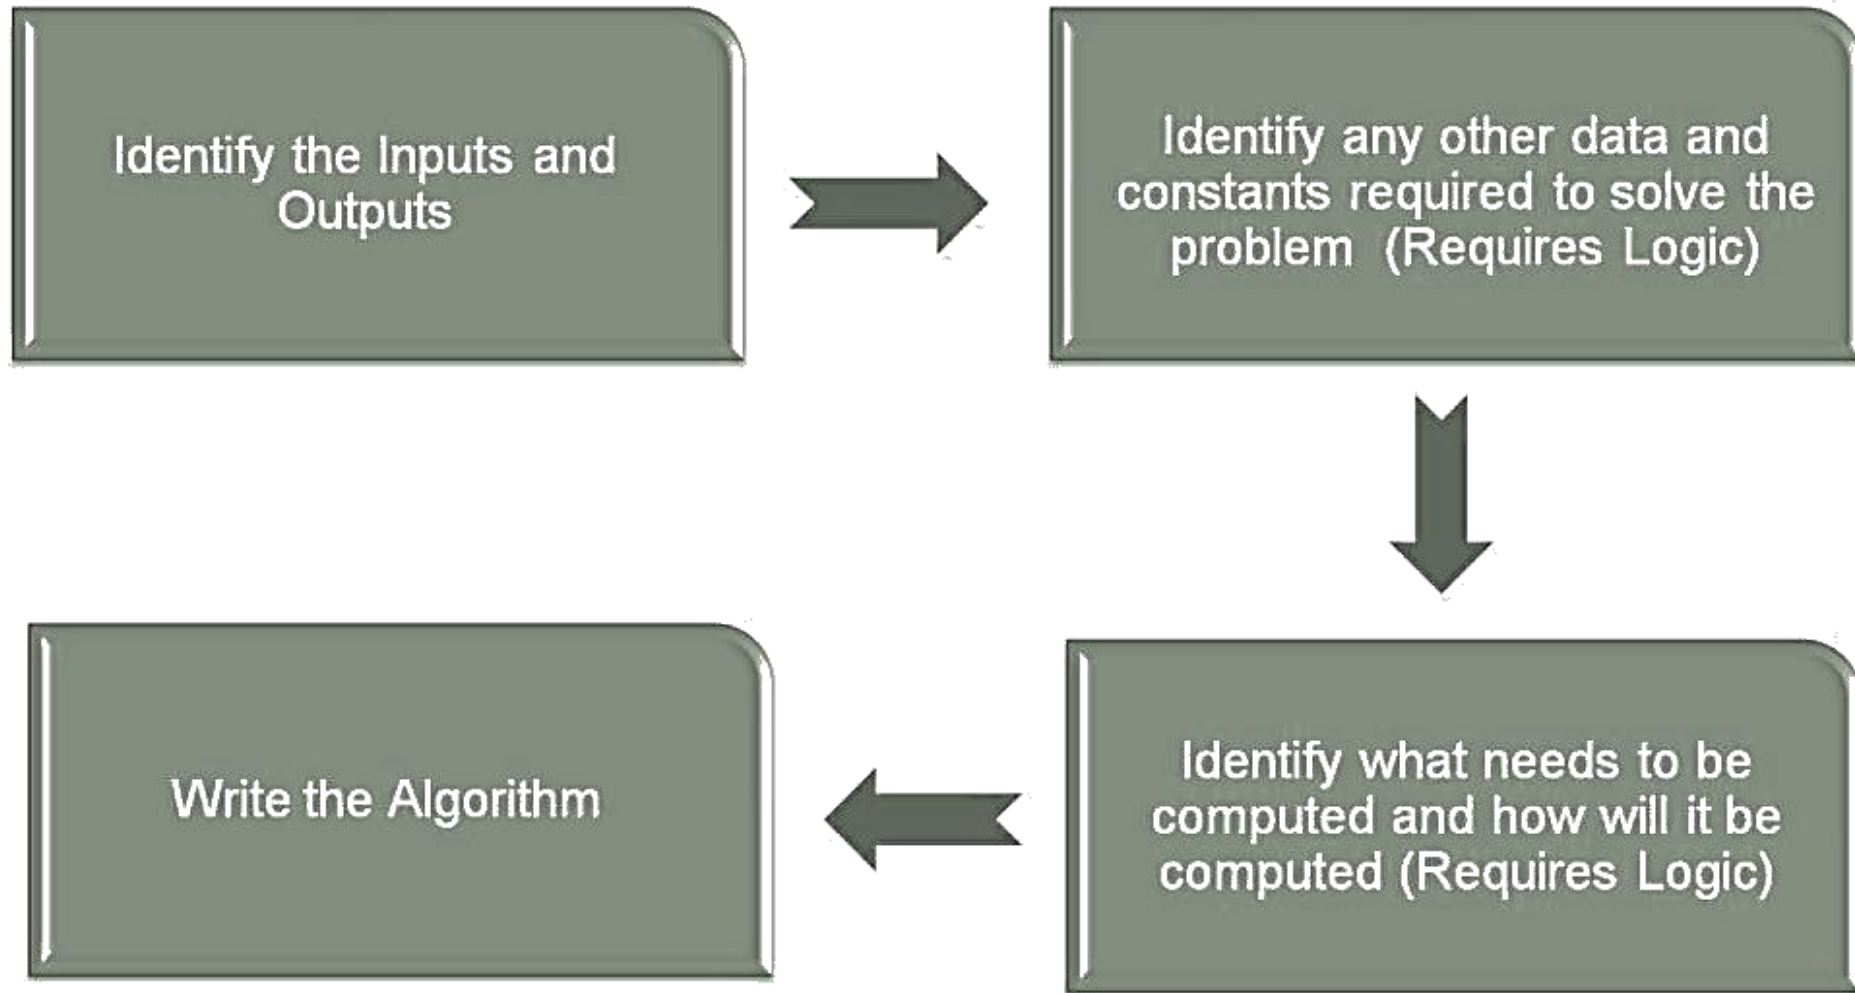 Identify the Inputs and
Outputs
Identify any other data and
constants required to solve the
problem (Requires Logic)
Identify what needs to be
computed and how will it be
computed (Requires Logic)
Write the Algorithm